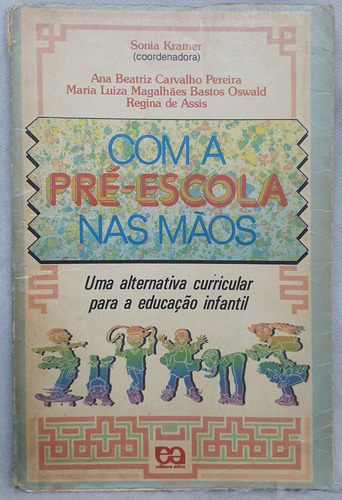 Sonia Kramer
(coordenadora)
Ana Beatriz Carvalho Pereira
Maria Luiza Magalhães Bastos Oswald
Regina de Assis
COM A
PRÉ-ESCOLA
NAS MÃOS
Uma alternativa curricular
para a educação infantil
ea
editora ática